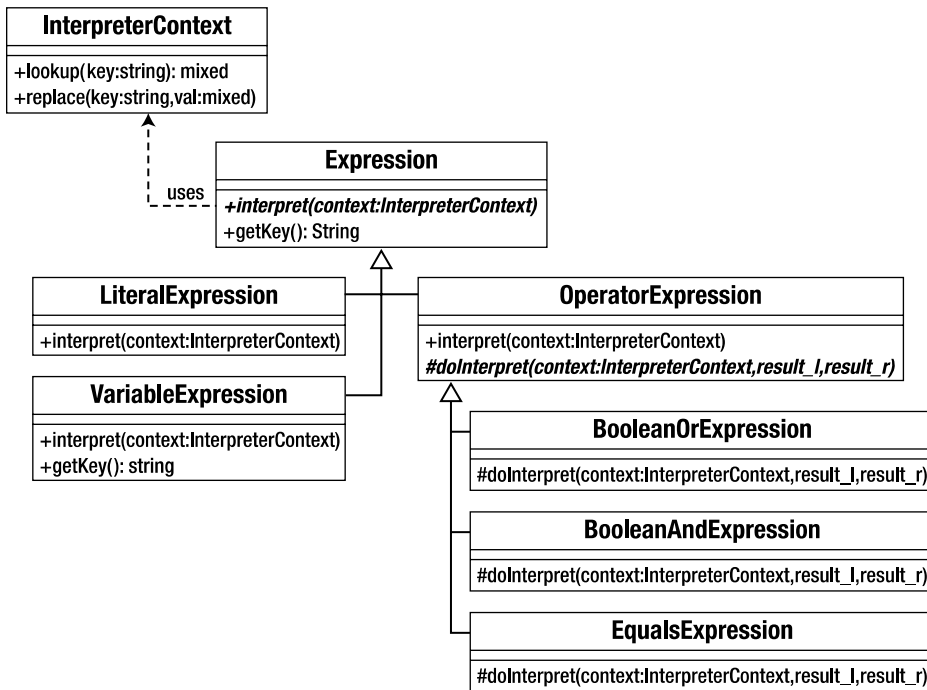 InterpreterContext
+lookup(key:string): mixed
+replace(key:string,val:mixed)
uses
Expression
+interpret(context:InterpreterContext)
+getKey(): String
LiteralExpression
+interpret(context:InterpreterContext)
OperatorExpression
+interpret(context:InterpreterContext)
#doInterpret(context:InterpreterContext,result_l,result_r)
VariableExpression
+interpret(context:InterpreterContext)
+getKey(): string
BooleanOrExpression
#doInterpret(context:InterpreterContext,result_l,result_r)
BooleanAndExpression
#doInterpret(context:InterpreterContext,result_l,result_r)
EqualsExpression
#doInterpret(context:InterpreterContext,result_l,result_r)